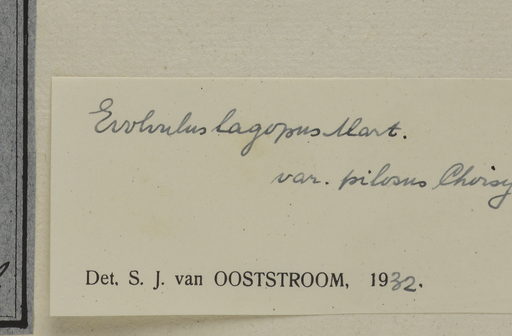 Evolvulus lagopus Mart.
var. pilosus Choisy
Det. S. J. van OOSTSTROOM, 1932.